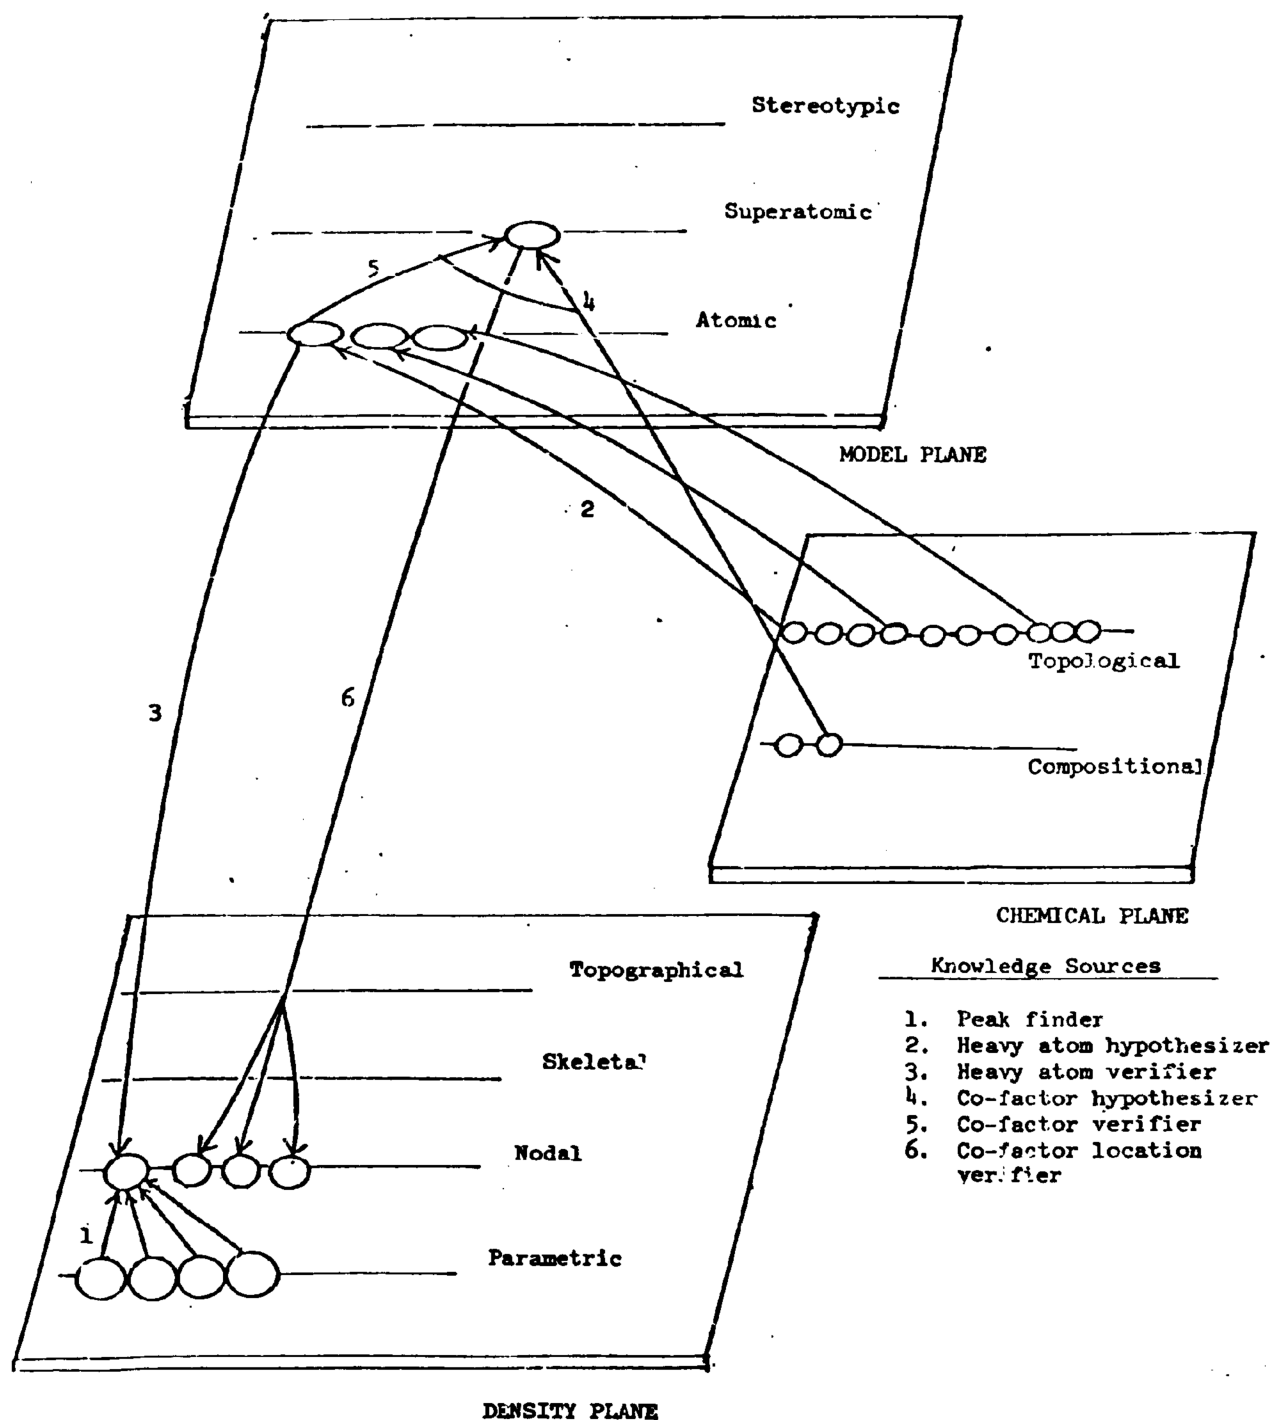 Stereotypic
Superatomic
5
4
Atomic
MODEL PLANE
2
Topological
3
6
Compositional
CHEMICAL PLANE
Topographical
Knowledge Sources
1. Peak finder
2. Heavy atom hypothesizer
Skeletal
3. Heavy atom verifier
4. Co-factor hypothesizer
5. Co-factor verifier
6. Co-factor location
verifier
Nodal
1
Parametric
DENSITY PLANE